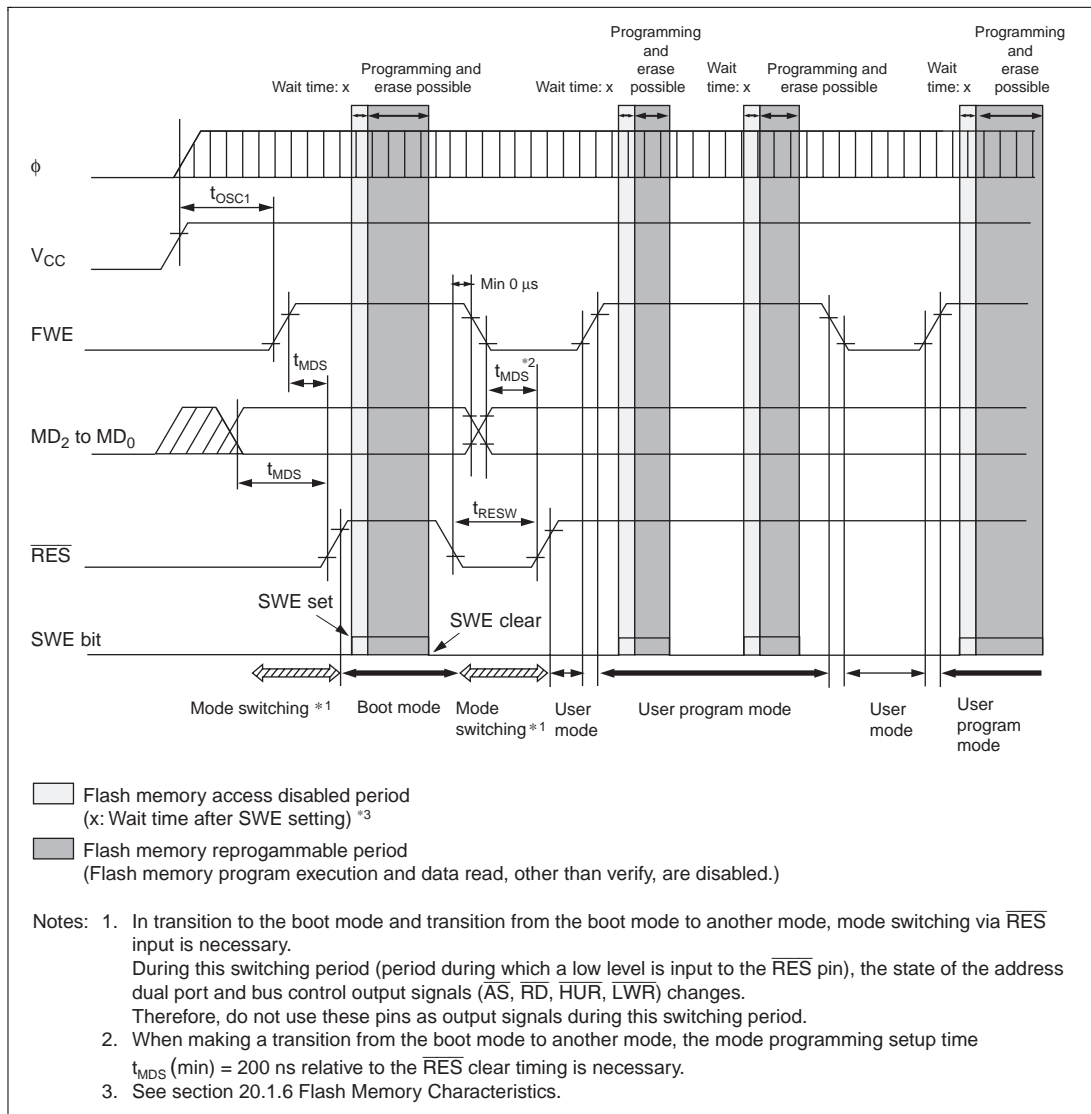 Programming and erase possible
Wait time: x
Programming and erase possible
Wait time: x
Programming and erase possible
Wait time: x
Programming and erase possible
Wait time: x
Programming and erase possible
φ
tOSC1
VCC
Min 0 μs
FWE
tMDS
tMDS*2
MD2 to MD0
tMDS
tRESW
RES
SWE set
SWE clear
SWE bit
Mode switching *1
Boot mode
Mode switching *1
User mode
User program mode
User mode
User program mode
Flash memory access disabled period
(x: Wait time after SWE setting) *3
Flash memory reprogammable period
(Flash memory program execution and data read, other than verify, are disabled.)
Notes: 1. In transition to the boot mode and transition from the boot mode to another mode, mode switching via RES
input is necessary.
During this switching period (period during which a low level is input to the RES pin), the state of the address
dual port and bus control output signals (AS, RD, HUR, LWR) changes.
Therefore, do not use these pins as output signals during this switching period.
2. When making a transition from the boot mode to another mode, the mode programming setup time
tMDS (min) = 200 ns relative to the RES clear timing is necessary.
3. See section 20.1.6 Flash Memory Characteristics.